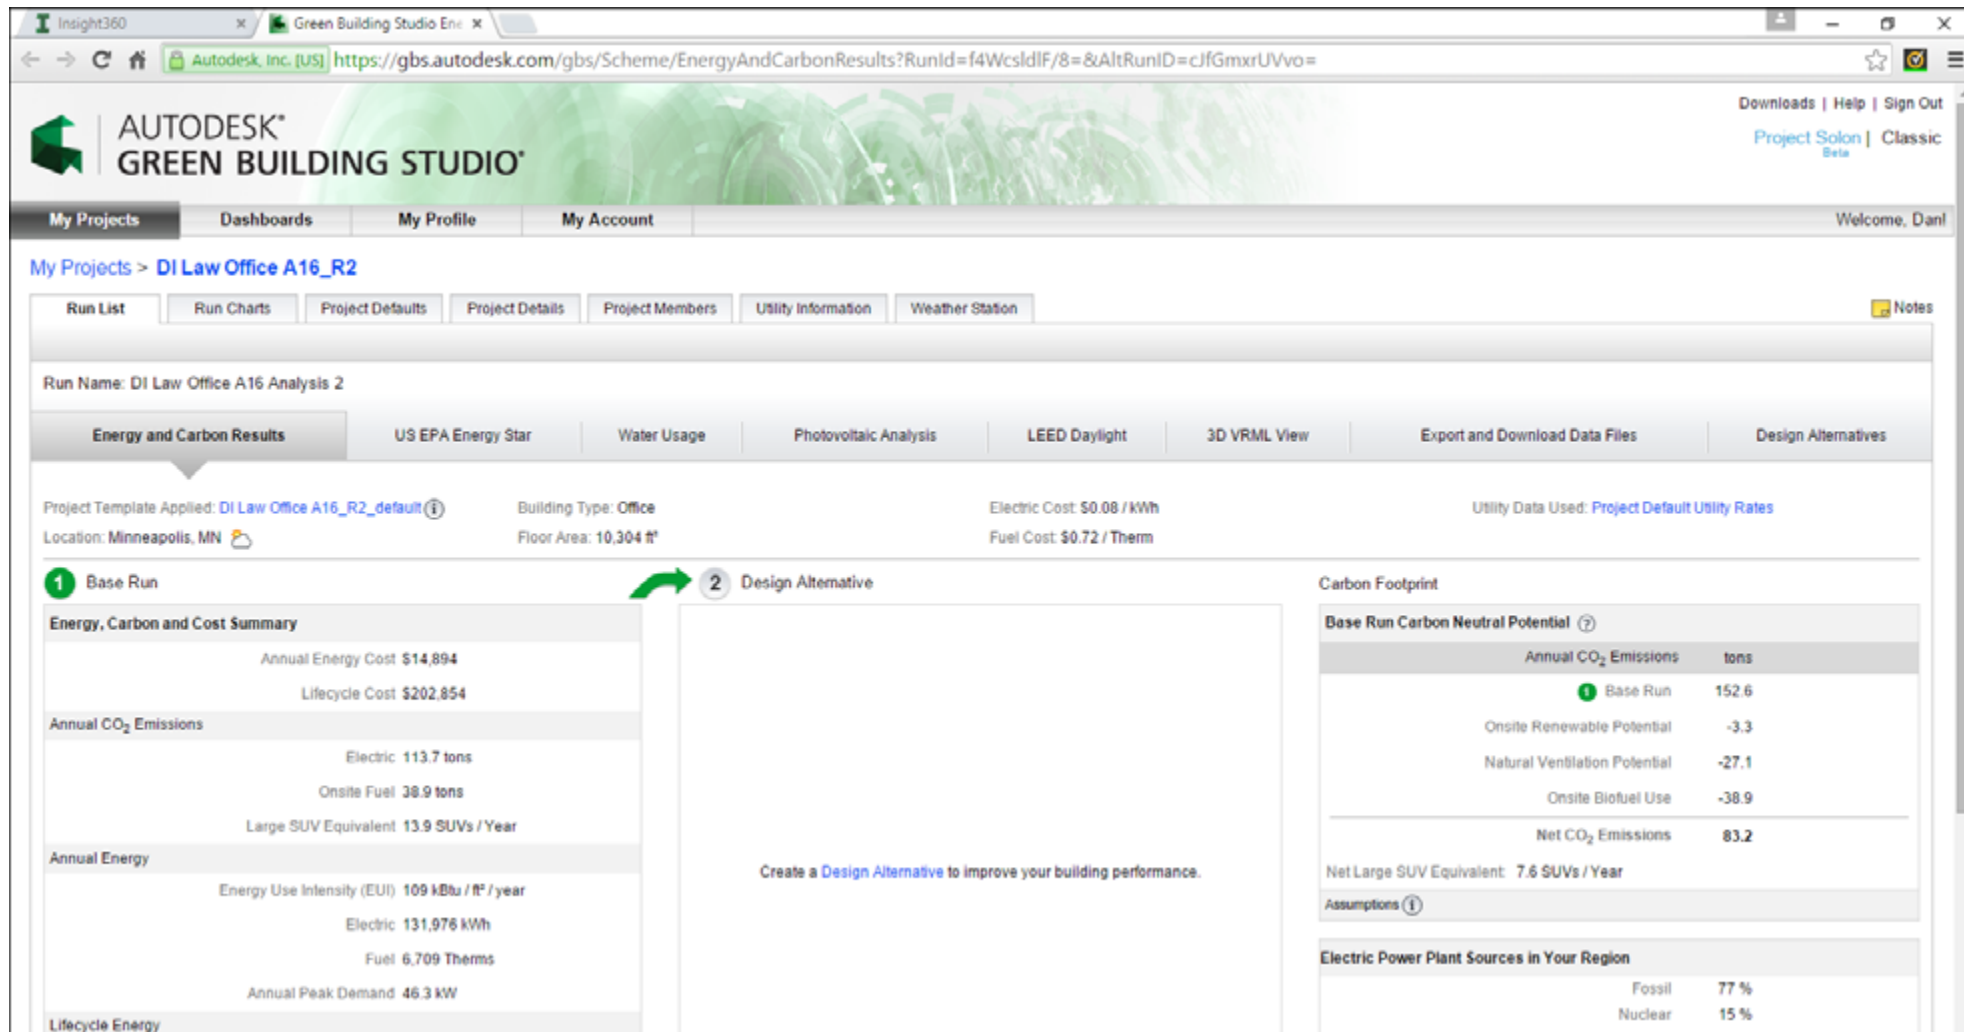 Insight360
Green Building Studio Ene
Autodesk, Inc. [US] https://gbs.autodesk.com/gbs/Scheme/EnergyAndCarbonResults?RunId=f4WcsldlF/8=&AltRunID=cJfGmxrUVvo=
Downloads | Help | Sign Out
Project Solon | Classic
Beta
AUTODESK®
GREEN BUILDING STUDIO®
My Projects Dashboards My Profile My Account Welcome, Dan!
My Projects > DI Law Office A16_R2
Run List Run Charts Project Defaults Project Details Project Members Utility Information Weather Station Notes
Run Name: DI Law Office A16 Analysis 2
Energy and Carbon Results US EPA Energy Star Water Usage Photovoltaic Analysis LEED Daylight 3D VRML View Export and Download Data Files Design Alternatives
Project Template Applied: DI Law Office A16_R2_default Building Type: Office Electric Cost: $0.08 / kWh Utility Data Used: Project Default Utility Rates
Location: Minneapolis, MN Floor Area: 10,304 ft² Fuel Cost: $0.72 / Therm
1 Base Run
Energy, Carbon and Cost Summary
Annual Energy Cost $14,894
Lifecycle Cost $202,854
Annual CO2 Emissions
Electric 113.7 tons
Onsite Fuel 38.9 tons
Large SUV Equivalent 13.9 SUVs / Year
Annual Energy
Energy Use Intensity (EUI) 109 kBtu / ft² / year
Electric 131,976 kWh
Fuel 6,709 Therms
Annual Peak Demand 46.3 kW
Lifecycle Energy
2 Design Alternative
Create a Design Alternative to improve your building performance.
Carbon Footprint
Base Run Carbon Neutral Potential ?
Annual CO2 Emissions tons
1 Base Run 152.6
Onsite Renewable Potential -3.3
Natural Ventilation Potential -27.1
Onsite Biofuel Use -38.9
Net CO2 Emissions 83.2
Net Large SUV Equivalent: 7.6 SUVs / Year
Assumptions
Electric Power Plant Sources in Your Region
Fossil 77 %
Nuclear 15 %